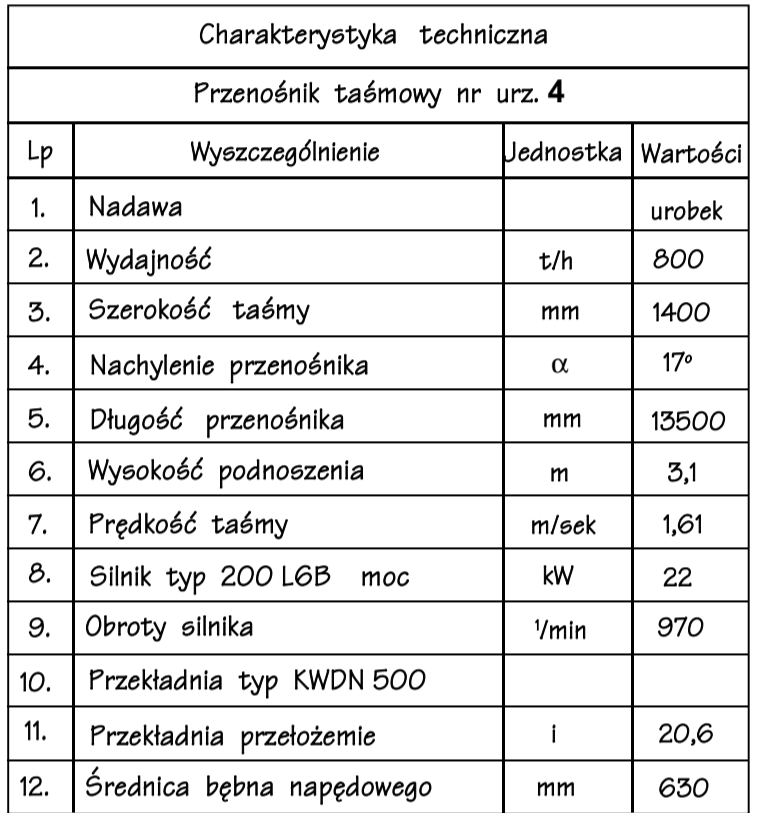 Charakterystyka techniczna
Przenośnik taśmowy nr urz. 4
Lp Wyszczególnienie Jednostka Wartości
1. Nadawa urobek
2. Wydajność t/h 800
3. Szerokość taśmy mm 1400
4. Nachylenie przenośnika α 17º
5. Długość przenośnika mm 13500
6. Wysokość podnoszenia m 3,1
7. Prędkość taśmy m/sek 1,61
8. Silnik typ 200 L6B moc kW 22
9. Obroty silnika ¹/min 970
10. Przekładnia typ KWDN 500
11. Przekładnia przełożemie i 20,6
12. Średnica bębna napędowego mm 630